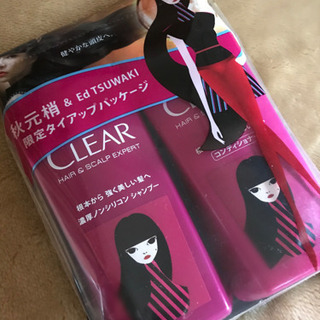 健やかな頭皮へ。
秋元梢 & Ed TSUWAKI
限定タイアップパッケージ
CLEAR
HAIR & SCALP EXPERT
根本から 強く美しい髪へ
濃厚ノンシリコン シャンプー
コンディショナー